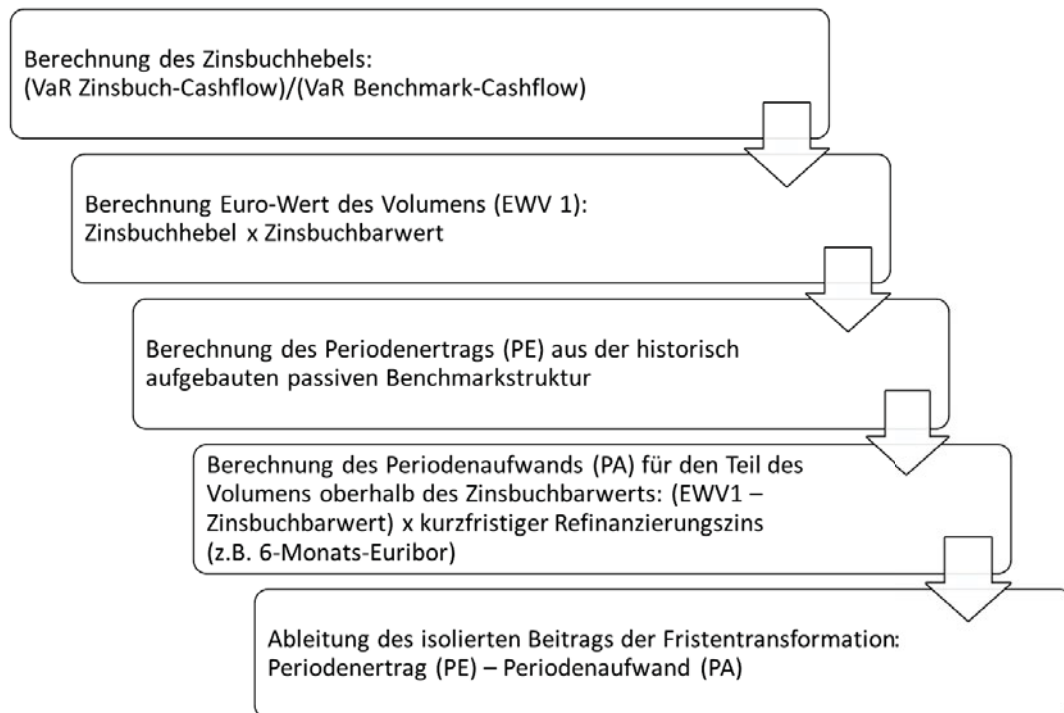 Berechnung des Zinsbuchhebels:
(VaR Zinsbuch-Cashflow)/(VaR Benchmark-Cashflow)
Berechnung Euro-Wert des Volumens (EWV 1):
Zinsbuchhebel x Zinsbuchbarwert
Berechnung des Periodenertrags (PE) aus der historisch
aufgebauten passiven Benchmarkstruktur
Berechnung des Periodenaufwands (PA) für den Teil des
Volumens oberhalb des Zinsbuchbarwerts: (EWV1 –
Zinsbuchbarwert) x kurzfristiger Refinanzierungszins
(z.B. 6-Monats-Euribor)
Ableitung des isolierten Beitrags der Fristentransformation:
Periodenertrag (PE) – Periodenaufwand (PA)